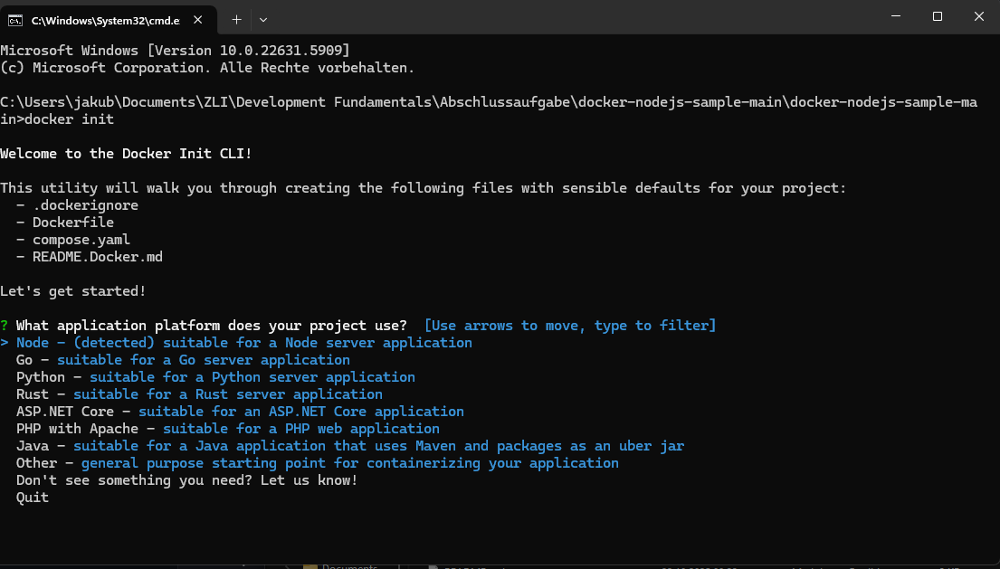 C:\Windows\System32\cmd.e
Microsoft Windows [Version 10.0.22631.5909]
(c) Microsoft Corporation. Alle Rechte vorbehalten.
C:\Users\jakub\Documents\ZLI\Development Fundamentals\Abschlussaufgabe\docker-nodejs-sample-main\docker-nodejs-sample-ma
in>docker init
Welcome to the Docker Init CLI!
This utility will walk you through creating the following files with sensible defaults for your project:
- .dockerignore
- Dockerfile
- compose.yaml
- README.Docker.md
Let's get started!
? What application platform does your project use?  [Use arrows to move, type to filter]
> Node - (detected) suitable for a Node server application
Go - suitable for a Go server application
Python - suitable for a Python server application
Rust - suitable for a Rust server application
ASP.NET Core - suitable for an ASP.NET Core application
PHP with Apache - suitable for a PHP web application
Java - suitable for a Java application that uses Maven and packages as an uber jar
Other - general purpose starting point for containerizing your application
Don't see something you need? Let us know!
Quit
Documents